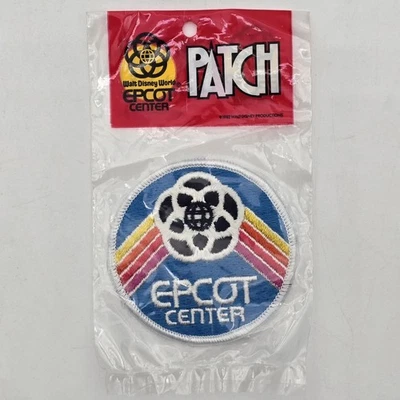 Walt Disney World
EPCOT
CENTER
PATCH
EPCOT
CENTER